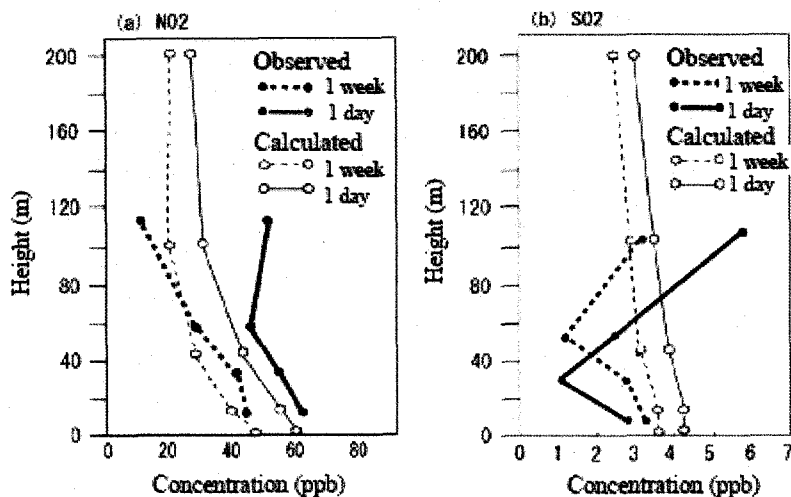 (a) NO2
200
160
120
80
40
0
Height (m)
Observed
1 week
1 day
Calculated
1 week
1 day
20
40
60
80
Concentration (ppb)
(b) SO2
200
160
120
80
40
0
Height (m)
Observed
1 week
1 day
Calculated
1 week
1 day
0
1
2
3
4
5
6
7
Concentration (ppb)